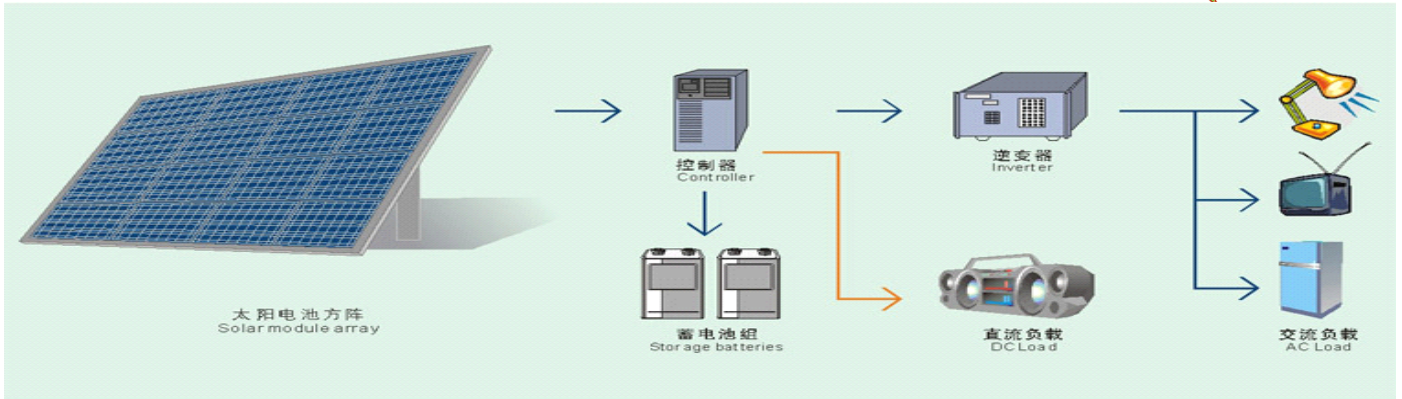 控制器
Controller
逆变器
Inverter
太阳电池方阵
Solar module array
蓄电池组
Storage batteries
直流负载
DC Load
交流负载
AC Load